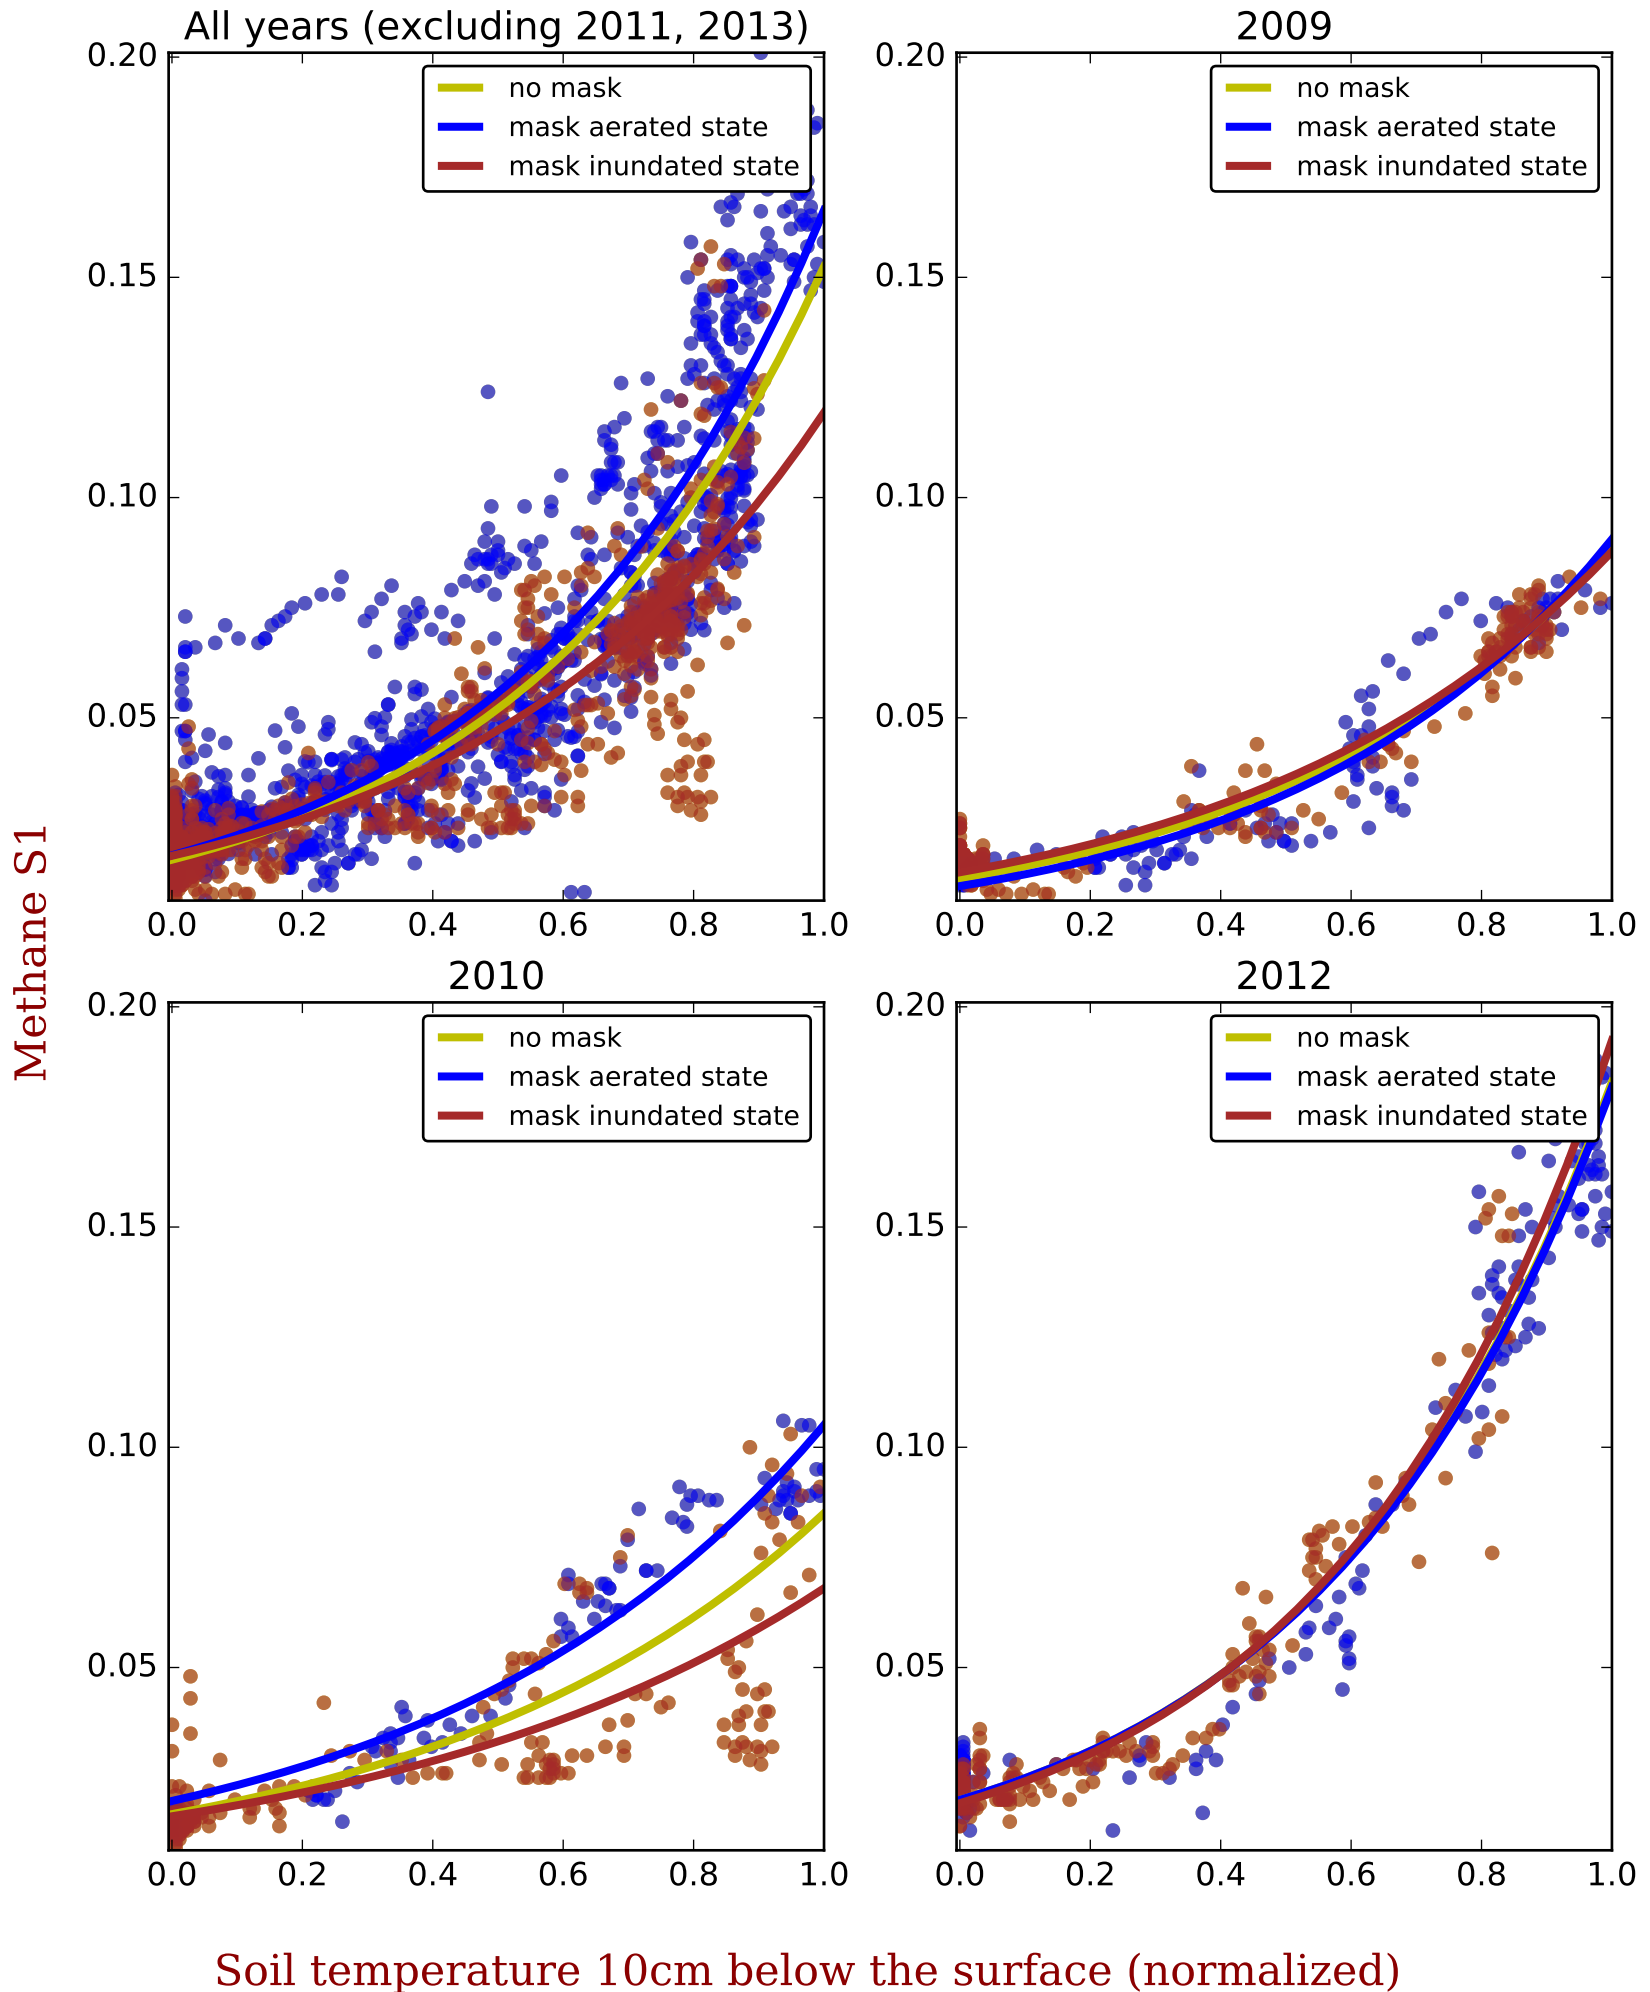 All years (excluding 2011, 2013)
0.20
0.15
0.10
0.05
0.0 0.2 0.4 0.6 0.8 1.0
no mask
mask aerated state
mask inundated state
2009
0.20
0.15
0.10
0.05
0.0 0.2 0.4 0.6 0.8 1.0
no mask
mask aerated state
mask inundated state
Methane S1
2010
0.20
0.15
0.10
0.05
0.0 0.2 0.4 0.6 0.8 1.0
no mask
mask aerated state
mask inundated state
2012
0.20
0.15
0.10
0.05
0.0 0.2 0.4 0.6 0.8 1.0
no mask
mask aerated state
mask inundated state
Soil temperature 10cm below the surface (normalized)